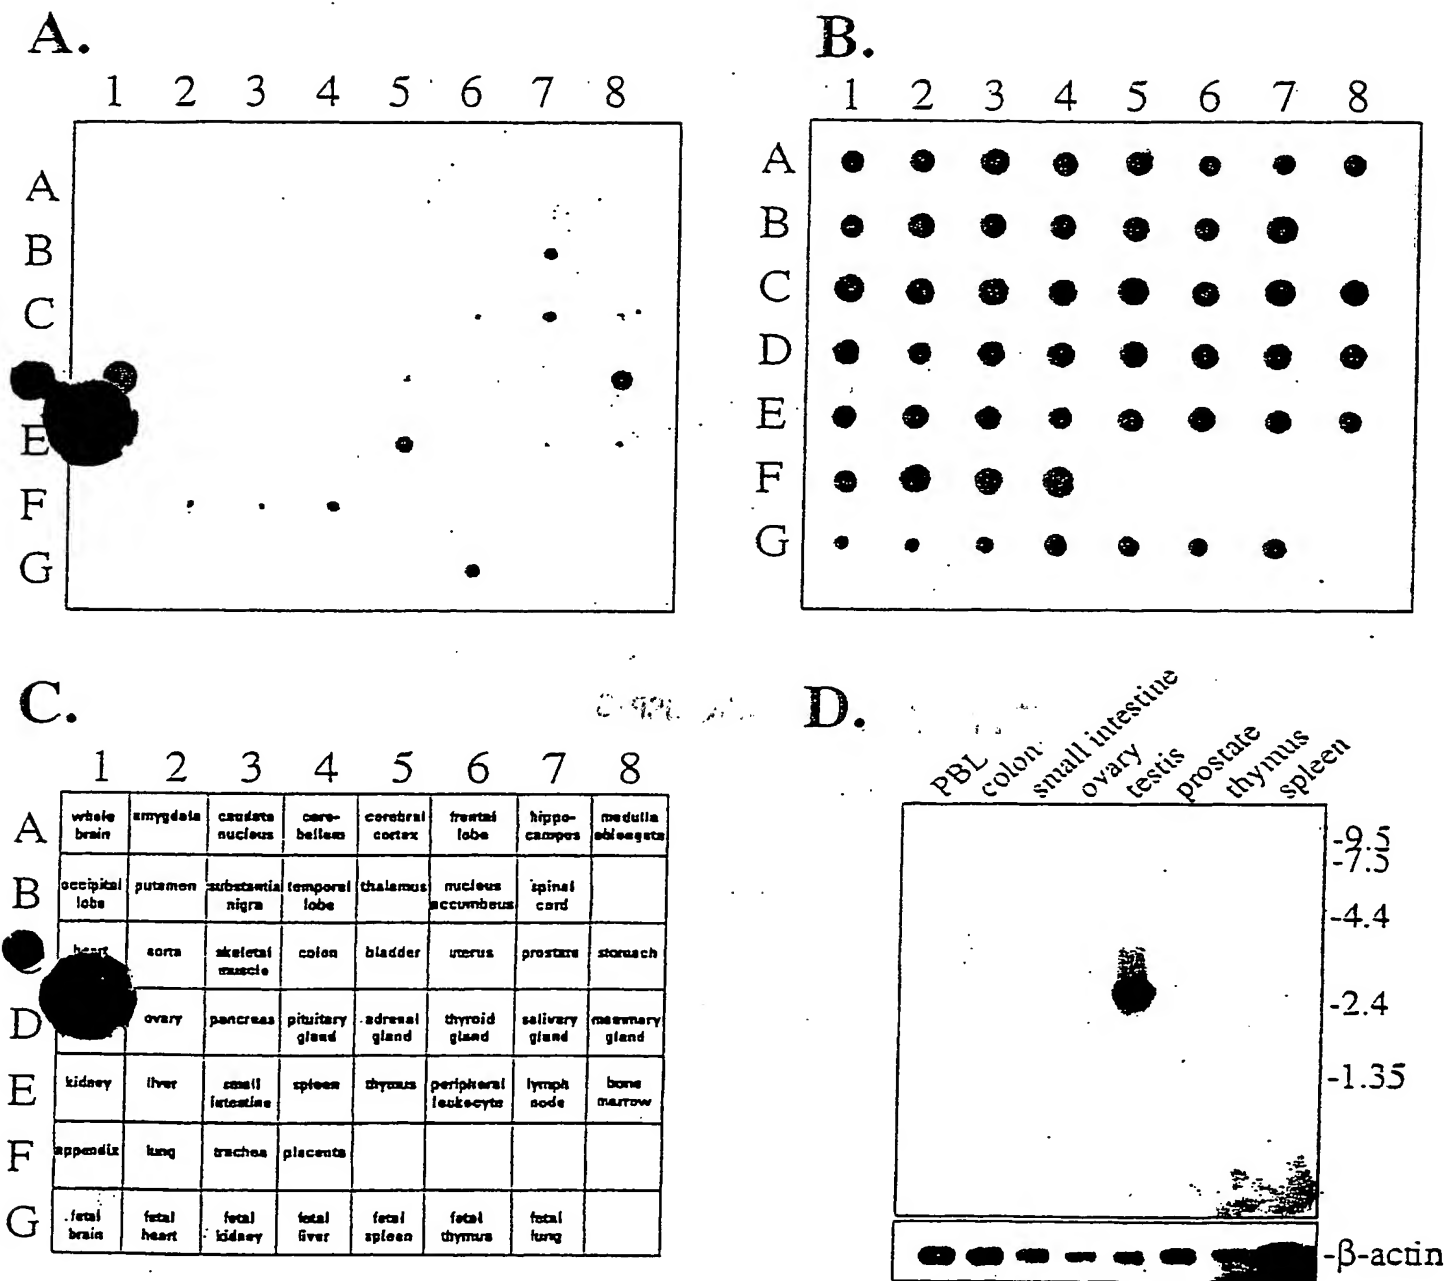 A.
1 2 3 4 5 6 7 8
A
B
C
E
F
G
B.
1 2 3 4 5 6 7 8
A
B
C
D
E
F
G
C.
1 2 3 4 5 6 7 8
A
whole brain
amygdala
caudate nucleus
cere-bellum
cerebral cortex
frontal lobe
hippo-campus
medulla oblongata
B
occipital lobe
putamen
substantia nigra
temporal lobe
thalamus
nucleus accumbeus
spinal cord
heart
aorta
skeletal muscle
colon
bladder
uterus
prostate
stomach
D
ovary
pancreas
pituitary gland
adrenal gland
thyroid gland
salivary gland
mammary gland
E
kidney
liver
small intestine
spleen
thymus
peripheral leukocyte
lymph node
bone marrow
F
appendix
lung
trachea
placenta
G
fetal brain
fetal heart
fetal kidney
fetal liver
fetal spleen
fetal thymus
fetal lung
D.
PBL
colon
small intestine
ovary
testis
prostate
thymus
spleen
-9.5
-7.5
-4.4
-2.4
-1.35
-β-actin